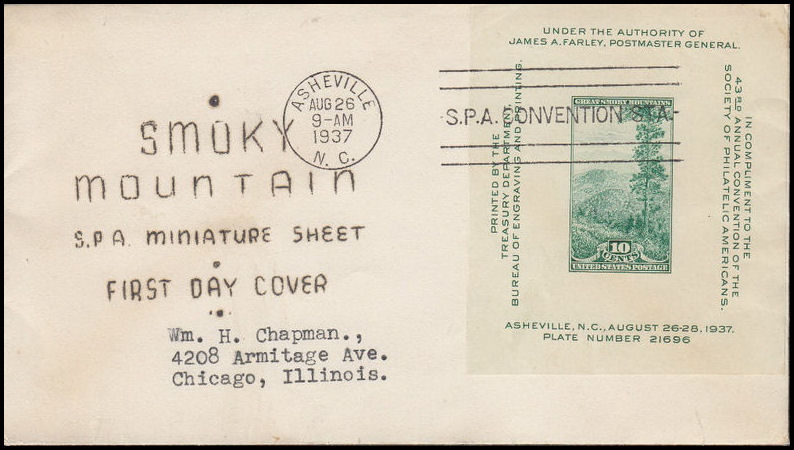 SMOKY
MOUNTAIN
S.P.A. MINIATURE SHEET
FIRST DAY COVER
Wm. H. Chapman.,
4208 Armitage Ave.
Chicago, Illinois.
ASHEVILLE
AUG 26
9-AM
1937
N. C.
S.P.A. CONVENTION STA.
UNDER THE AUTHORITY OF
JAMES A. FARLEY, POSTMASTER GENERAL.
PRINTED BY THE
TREASURY DEPARTMENT,
BUREAU OF ENGRAVING AND PRINTING.
GREAT SMOKY MOUNTAINS
10
CENTS
UNITED STATES POSTAGE
IN COMPLIMENT TO THE
43RD ANNUAL CONVENTION OF THE
SOCIETY OF PHILATELIC AMERICANS.
ASHEVILLE, N.C., AUGUST 26-28, 1937.
PLATE NUMBER 21696